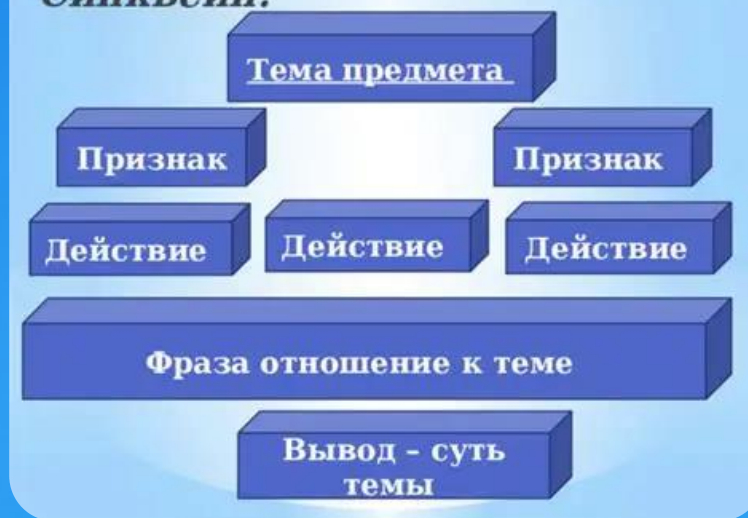 Тема предмета
Признак Признак
Действие Действие Действие
Фраза отношение к теме
Вывод – суть
темы